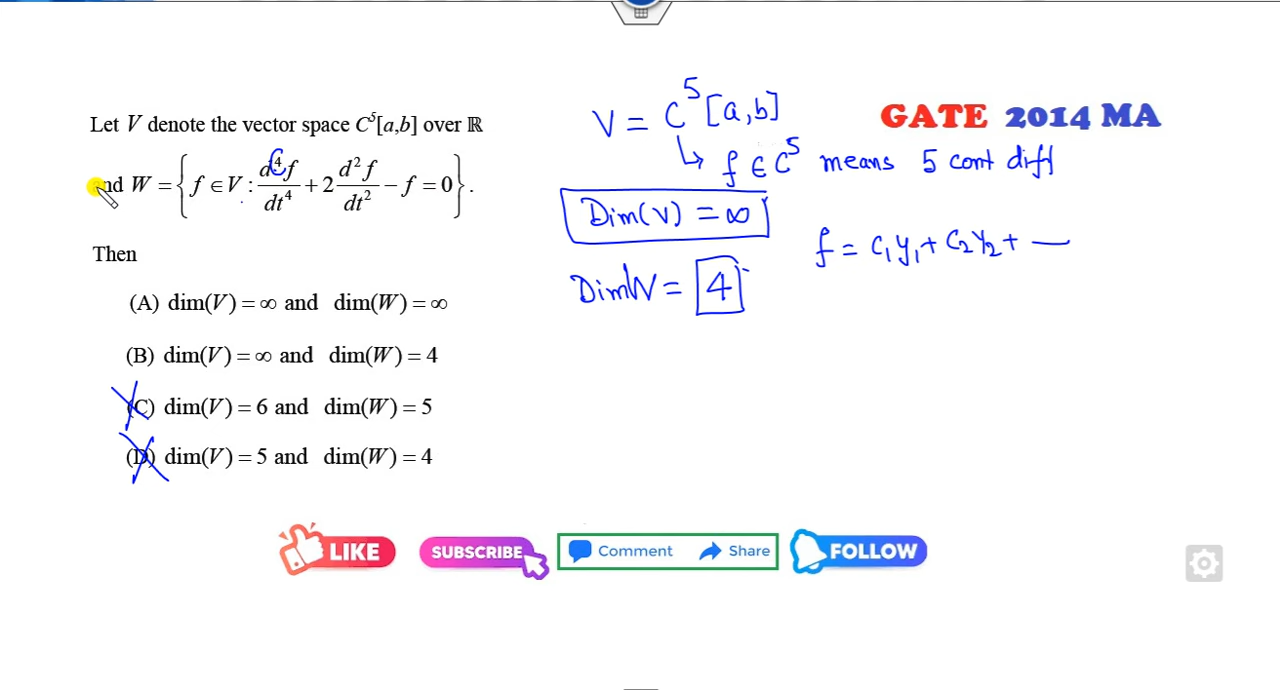 Let V denote the vector space C⁵[a,b] over ℝ
and W = { f ∈ V : d⁴f/dt⁴ + 2 d²f/dt² − f = 0 }.
Then
(A) dim(V) = ∞ and dim(W) = ∞
(B) dim(V) = ∞ and dim(W) = 4
(C) dim(V) = 6 and dim(W) = 5
(D) dim(V) = 5 and dim(W) = 4
V = C⁵[a,b]
↳ f ∈ C⁵ means 5 cont diff
Dim(V) = ∞
f = C₁y₁ + C₂y₂ + —
DimW = 4
GATE 2014 MA
LIKE
SUBSCRIBE
Comment
Share
FOLLOW